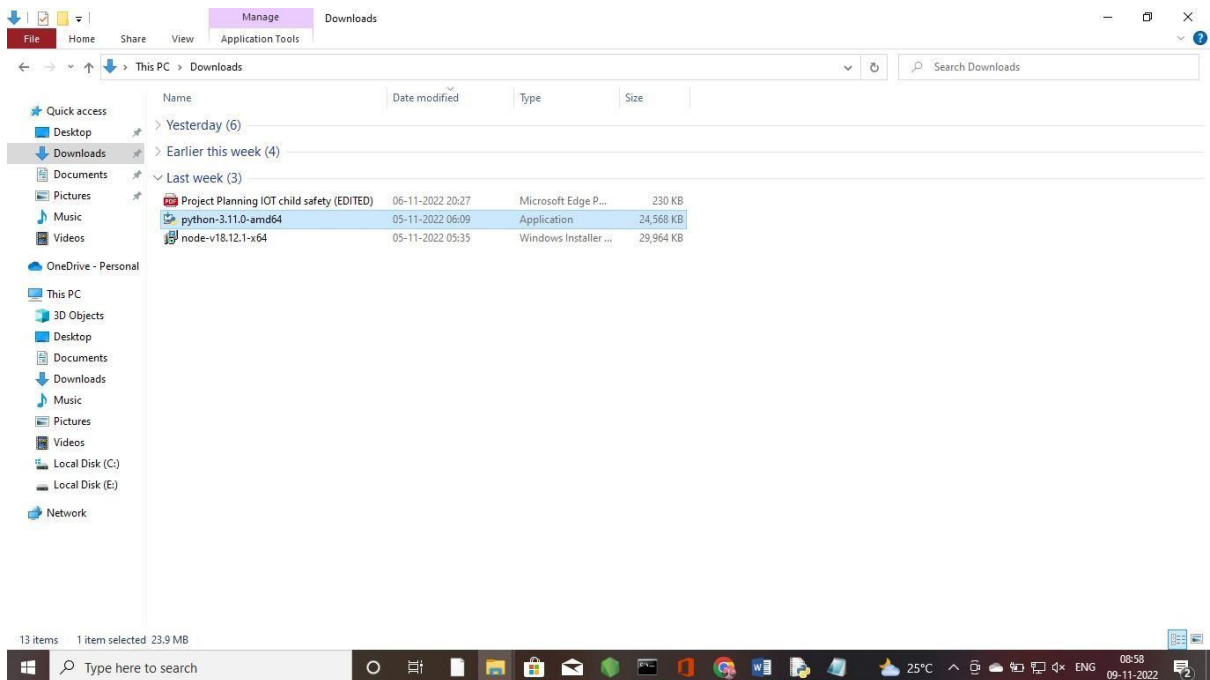 Manage
Downloads
File Home Share View Application Tools
This PC > Downloads
Search Downloads
Name Date modified Type Size
Quick access
Desktop
Downloads
Documents
Pictures
Music
Videos
OneDrive - Personal
This PC
3D Objects
Desktop
Documents
Downloads
Music
Pictures
Videos
Local Disk (C:)
Local Disk (E:)
Network
Yesterday (6)
Earlier this week (4)
Last week (3)
Project Planning IOT child safety (EDITED) 06-11-2022 20:27 Microsoft Edge P... 230 KB
python-3.11.0-amd64 05-11-2022 06:09 Application 24,568 KB
node-v18.12.1-x64 05-11-2022 05:35 Windows Installer ... 29,964 KB
13 items 1 item selected 23.9 MB
Type here to search
25°C
ENG
08:58
09-11-2022
2